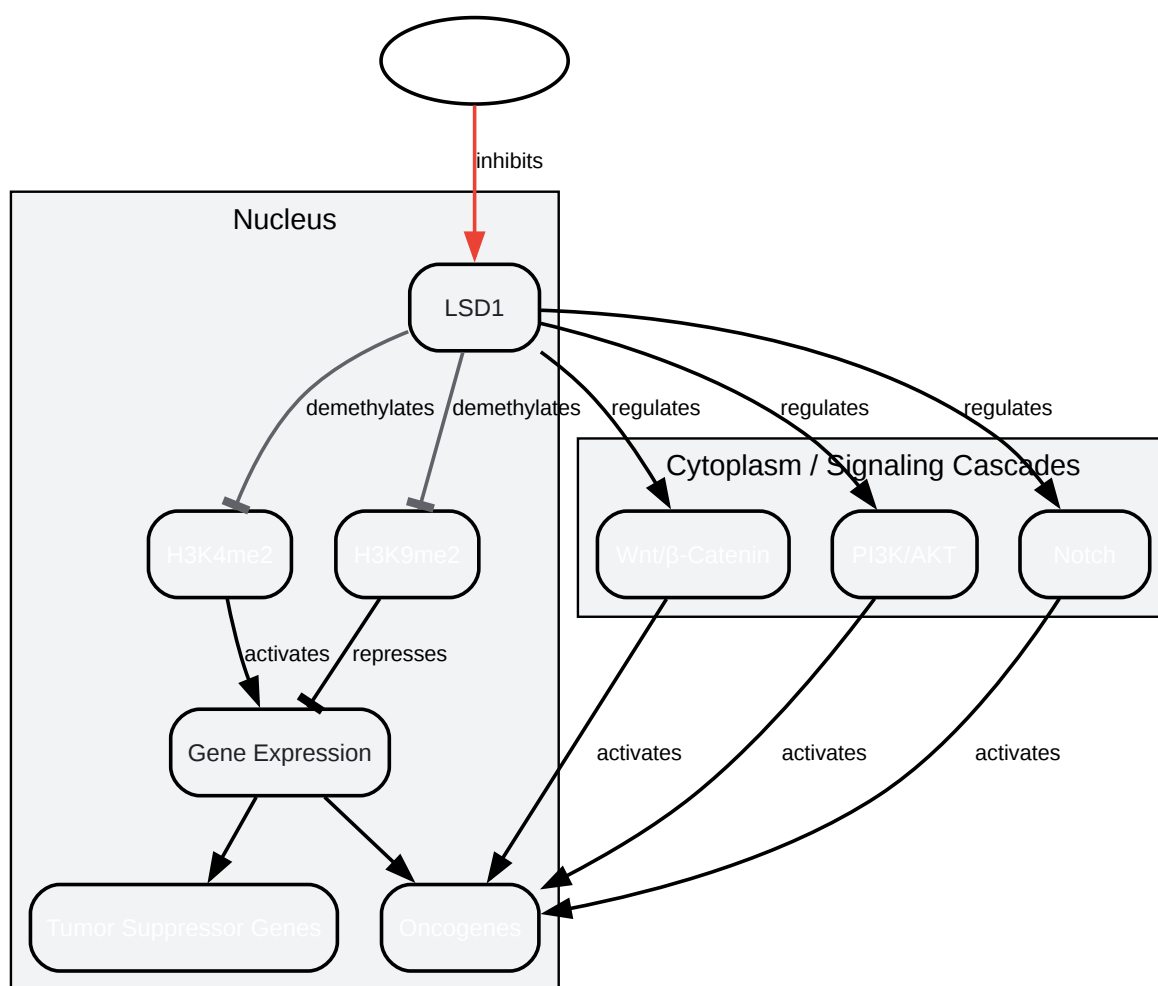 inhibits
Nucleus
LSD1
demethylates
demethylates
regulates
regulates
regulates
Cytoplasm / Signaling Cascades
H3K4me2
H3K9me2
Wnt/β-Catenin
PI3K/AKT
Notch
activates
represses
Gene Expression
activates
activates
activates
Tumor Suppressor Genes
Oncogenes